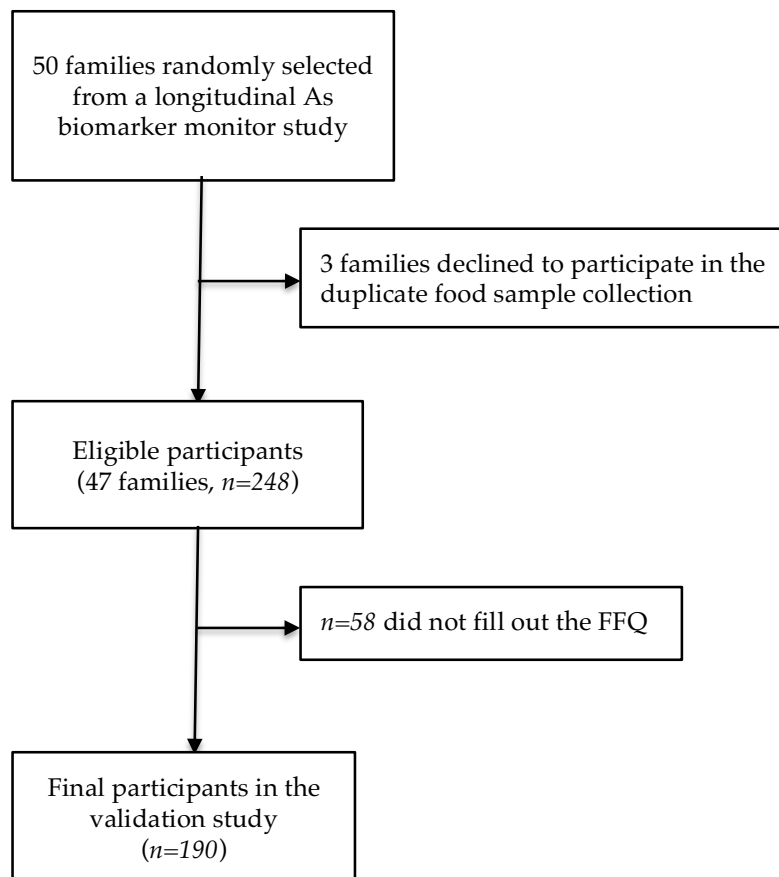 50 families randomly selected
from a longitudinal As
biomarker monitor study
3 families declined to participate in the
duplicate food sample collection
Eligible participants
(47 families, n=248)
n=58 did not fill out the FFQ
Final participants in the
validation study
(n=190)